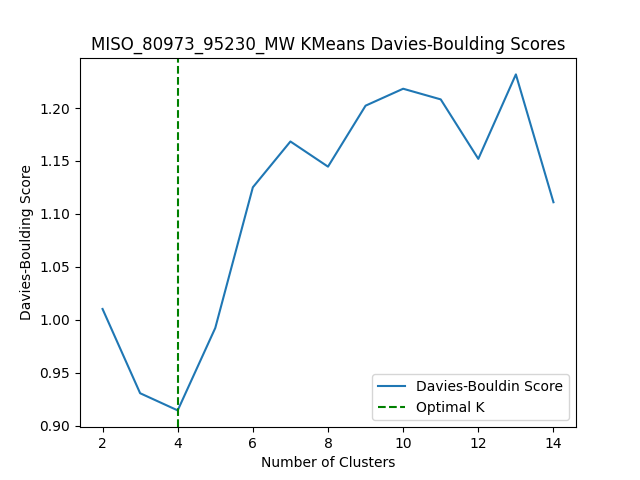 MISO_80973_95230_MW KMeans Davies-Boulding Scores
Davies-Boulding Score
1.20
1.15
1.10
1.05
1.00
0.95
0.90
Davies-Bouldin Score
Optimal K
2 4 6 8 10 12 14
Number of Clusters